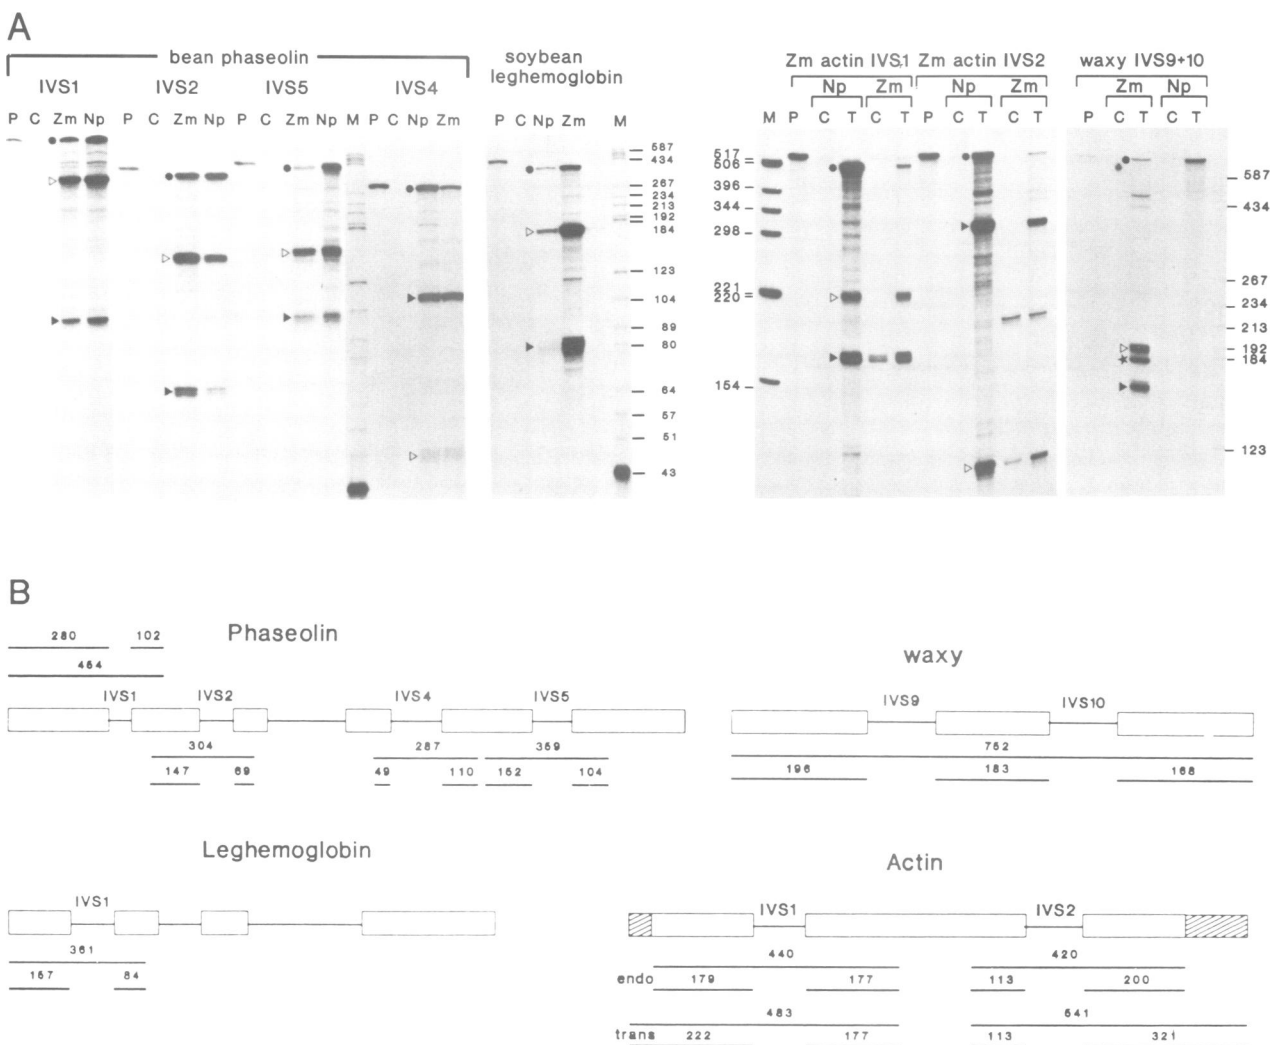 A
bean phaseolin
soybean
leghemoglobin
IVS1 IVS2 IVS5 IVS4
P C Zm Np P C Zm Np P C Zm Np M P C Np Zm
P C Np Zm M
587
434
267
234
213
192
184
123
104
89
80
64
57
51
43
Zm actin IVS1 Zm actin IVS2 waxy IVS9+10
Np Zm Np Zm Zm Np
M P C T C T P C T C T P C T C T
517
506
396
344
298
221
220
154
587
434
267
234
213
192
184
123
B
Phaseolin
280 102
464
IVS1 IVS2 IVS4 IVS5
304 287 369
147 69 49 110 152 104
waxy
IVS9 IVS10
762
196 183 168
Leghemoglobin
IVS1
361
157 84
Actin
IVS1 IVS2
440 420
endo 179 177 113 200
483 641
trans 222 177 113 321